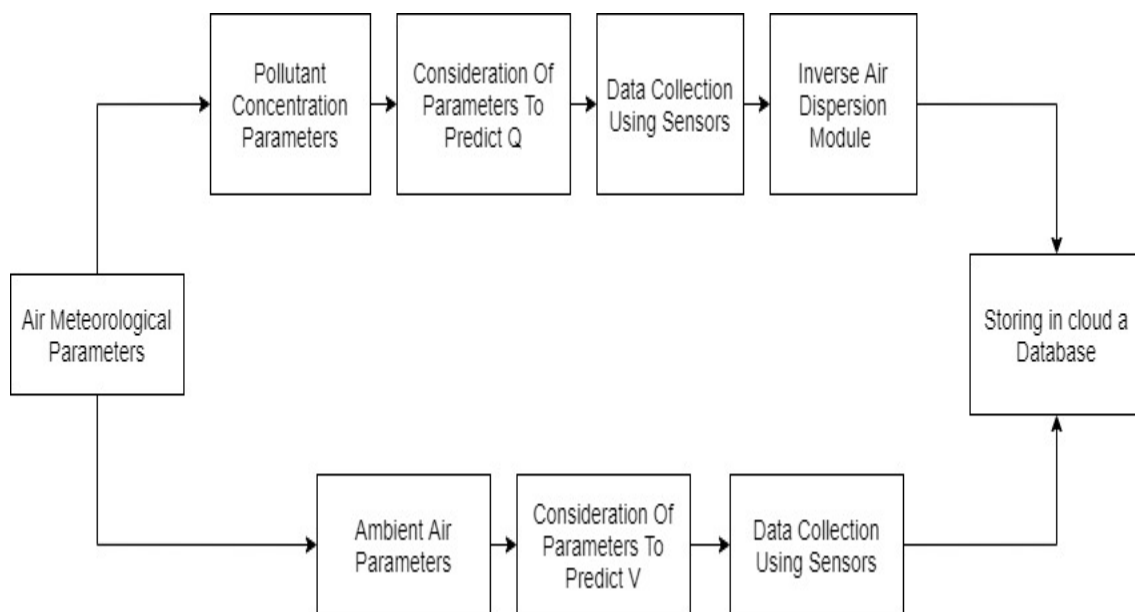 Pollutant
Concentration
Parameters
Consideration Of
Parameters To
Predict Q
Data Collection
Using Sensors
Inverse Air
Dispersion
Module
Air Meteorological
Parameters
Storing in cloud a
Database
Ambient Air
Parameters
Consideration Of
Parameters To
Predict V
Data Collection
Using Sensors